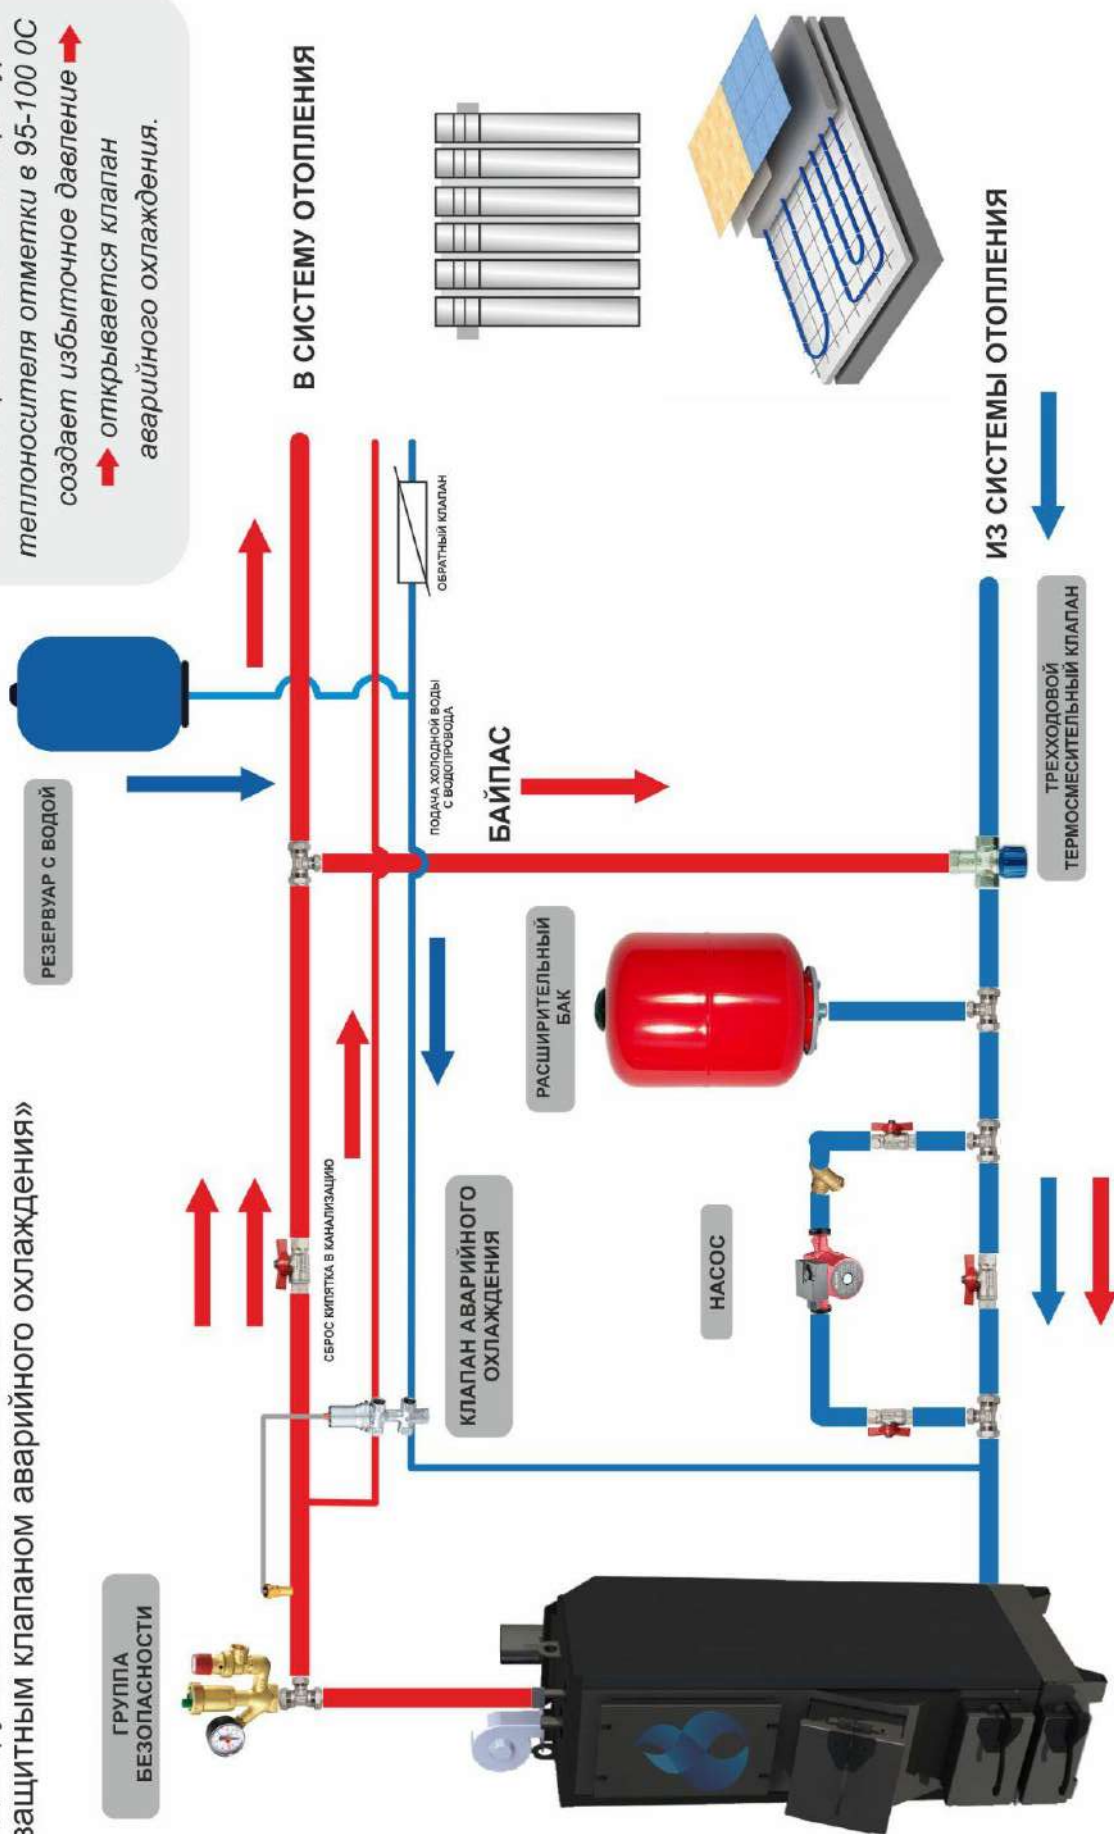 защитным клапаном аварийного охлаждения»
теплоносителя отметки в 95-100 0С
создает избыточное давление
открывается клапан
аварийного охлаждения.
РЕЗЕРВУАР С ВОДОЙ
В СИСТЕМУ ОТОПЛЕНИЯ
ГРУППА
БЕЗОПАСНОСТИ
СБРОС КИПЯТКА В КАНАЛИЗАЦИЮ
ОБРАТНЫЙ КЛАПАН
ПОДАЧА ХОЛОДНОЙ ВОДЫ
С ВОДОПРОВОДА
КЛАПАН АВАРИЙНОГО
ОХЛАЖДЕНИЯ
БАЙПАС
РАСШИРИТЕЛЬНЫЙ
БАК
НАСОС
ИЗ СИСТЕМЫ ОТОПЛЕНИЯ
ТРЕХХОДОВОЙ
ТЕРМОСМЕСИТЕЛЬНЫЙ КЛАПАН